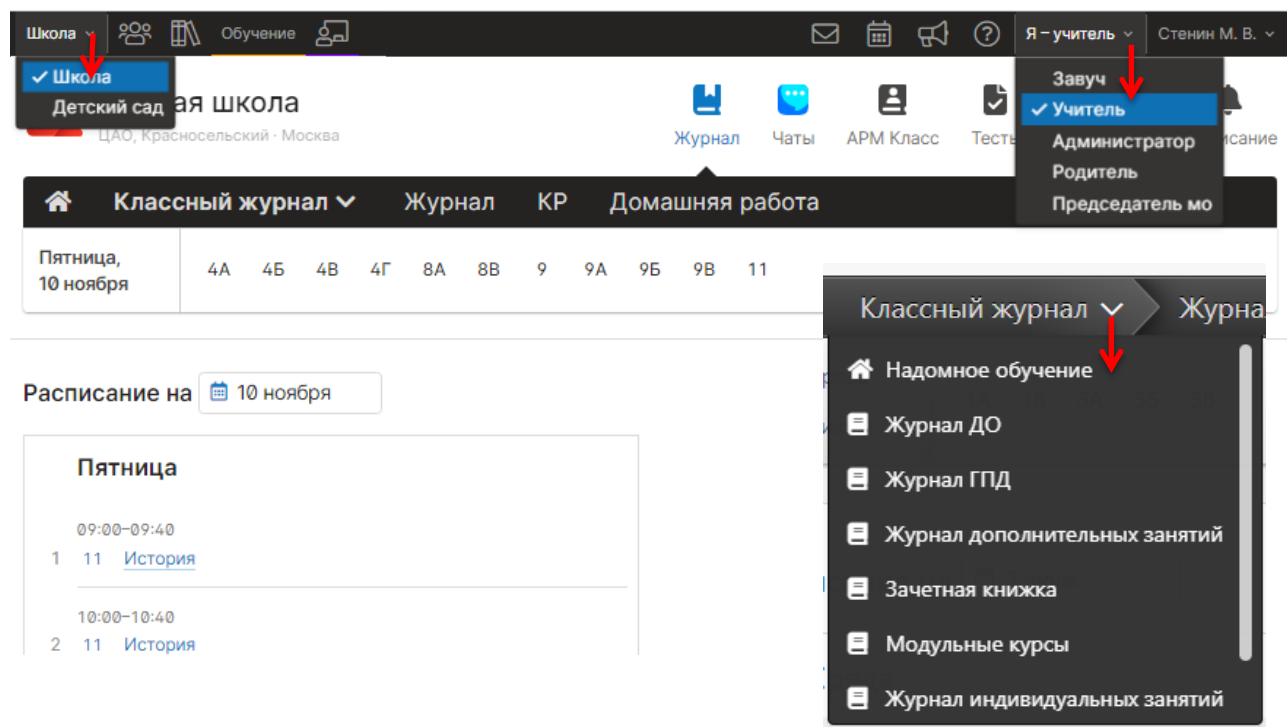 Школа Обучение Я – учитель Стенин М. В.
Школа
Детский сад
ая школа
ЦАО, Красносельский · Москва
Завуч
Учитель
Администратор
Родитель
Председатель мо
Журнал Чаты АРМ Класс Тесты исание
Классный журнал Журнал КР Домашняя работа
Пятница,
10 ноября
4А 4Б 4В 4Г 8А 8В 9 9А 9Б 9В 11
Расписание на 10 ноября
Пятница
09:00–09:40
1 11 История
10:00–10:40
2 11 История
Классный журнал Журна
Надомное обучение
Журнал ДО
Журнал ГПД
Журнал дополнительных занятий
Зачетная книжка
Модульные курсы
Журнал индивидуальных занятий